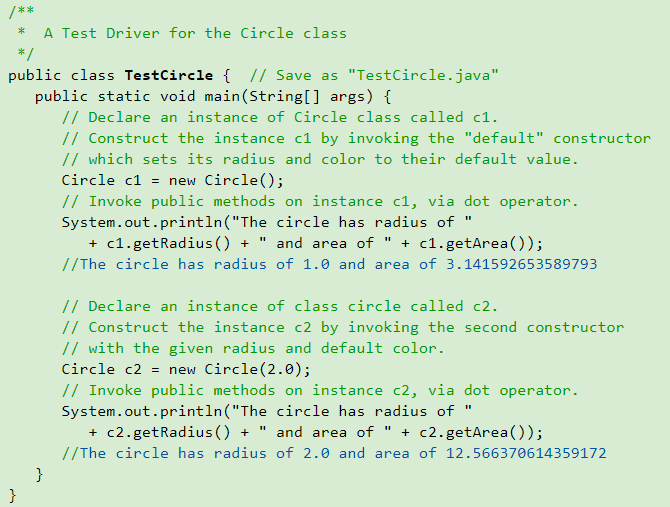 /**
 *  A Test Driver for the Circle class
 */
public class TestCircle {  // Save as "TestCircle.java"
   public static void main(String[] args) {
      // Declare an instance of Circle class called c1.
      // Construct the instance c1 by invoking the "default" constructor
      // which sets its radius and color to their default value.
      Circle c1 = new Circle();
      // Invoke public methods on instance c1, via dot operator.
      System.out.println("The circle has radius of "
         + c1.getRadius() + " and area of " + c1.getArea());
      //The circle has radius of 1.0 and area of 3.141592653589793

      // Declare an instance of class circle called c2.
      // Construct the instance c2 by invoking the second constructor
      // with the given radius and default color.
      Circle c2 = new Circle(2.0);
      // Invoke public methods on instance c2, via dot operator.
      System.out.println("The circle has radius of "
         + c2.getRadius() + " and area of " + c2.getArea());
      //The circle has radius of 2.0 and area of 12.566370614359172
   }
}